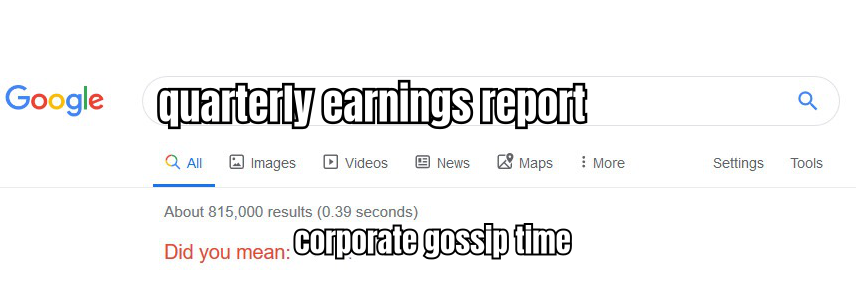 Google quarterly earnings report
All Images Videos News Maps More Settings Tools
About 815,000 results (0.39 seconds)
Did you mean: corporate gossip time